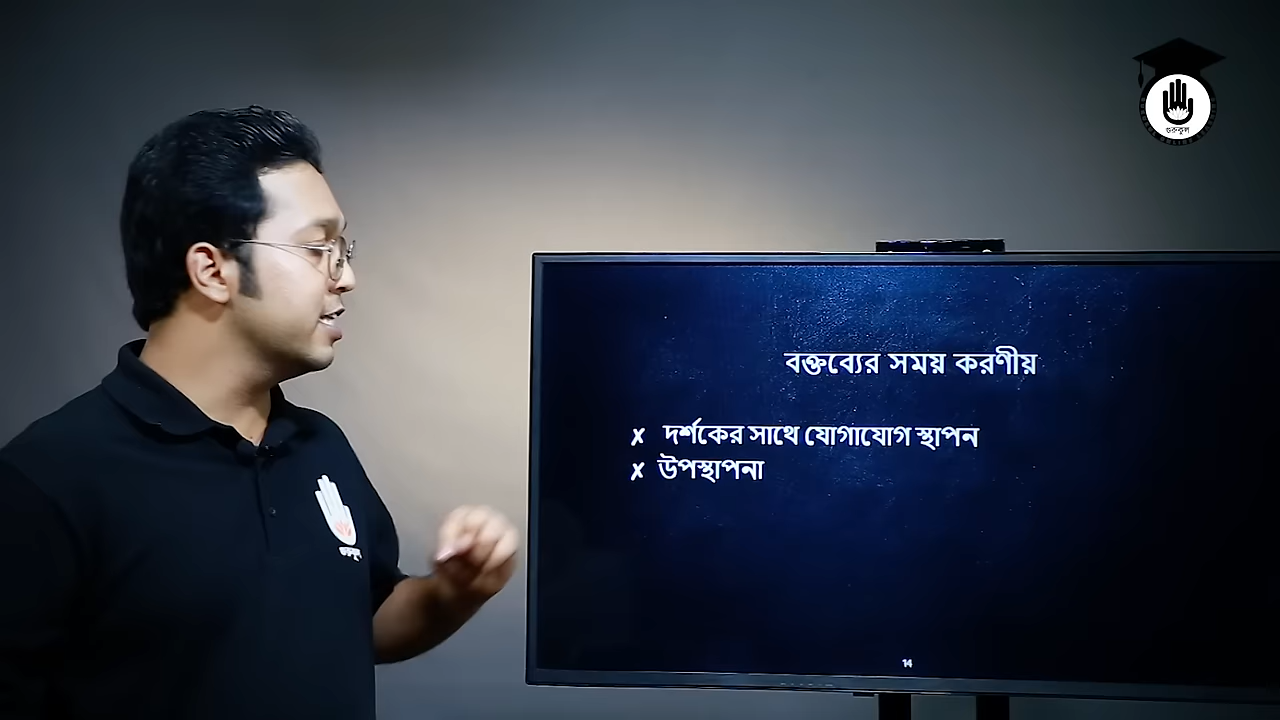 গুরুকুল
বক্তব্যের সময় করণীয়
x দর্শকের সাথে যোগাযোগ স্থাপন
x উপস্থাপনা
গুরুকুল
14